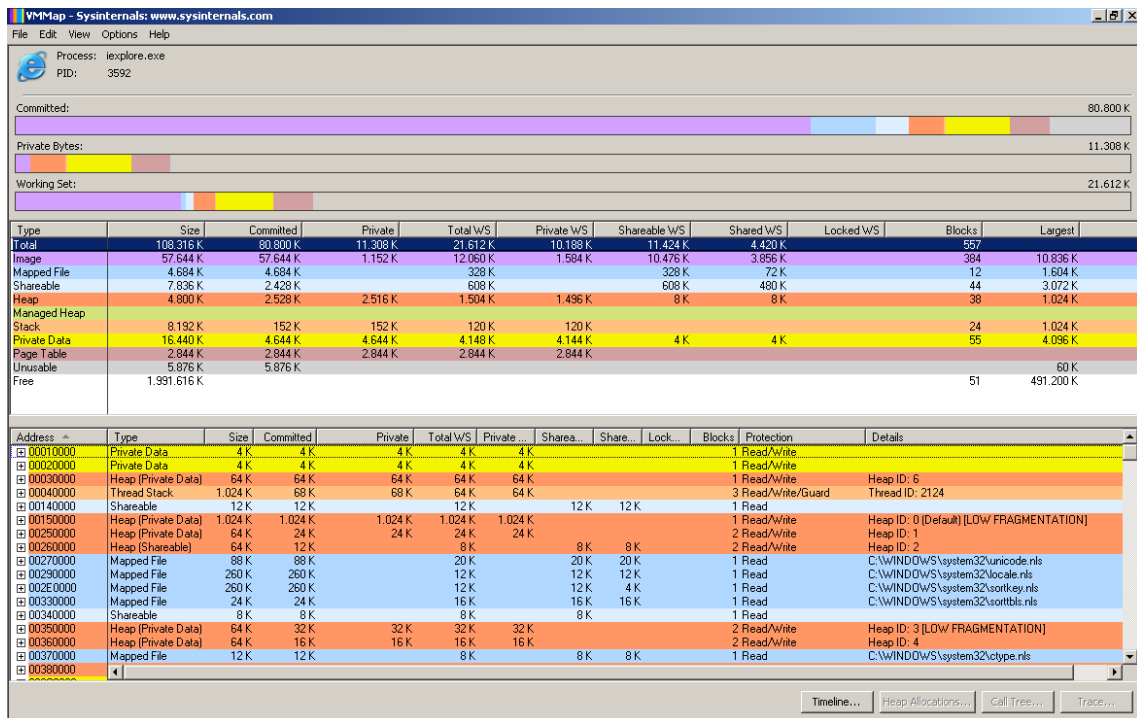 VMMap - Sysinternals: www.sysinternals.com
File Edit View Options Help
Process: iexplore.exe
PID: 3592
Committed: 80.800 K
Private Bytes: 11.308 K
Working Set: 21.612 K
Type Size Committed Private Total WS Private WS Shareable WS Shared WS Locked WS Blocks Largest
Total 108.316 K 80.800 K 11.308 K 21.612 K 10.188 K 11.424 K 4.420 K 557
Image 57.644 K 57.644 K 1.152 K 12.060 K 1.584 K 10.476 K 3.856 K 384 10.836 K
Mapped File 4.684 K 4.684 K 328 K 328 K 72 K 12 1.604 K
Shareable 7.836 K 2.428 K 608 K 608 K 480 K 44 3.072 K
Heap 4.800 K 2.528 K 2.516 K 1.504 K 1.496 K 8 K 8 K 38 1.024 K
Managed Heap
Stack 8.192 K 152 K 152 K 120 K 120 K 24 1.024 K
Private Data 16.440 K 4.644 K 4.644 K 4.148 K 4.144 K 4 K 4 K 55 4.096 K
Page Table 2.844 K 2.844 K 2.844 K 2.844 K 2.844 K
Unusable 5.876 K 5.876 K 60 K
Free 1.991.616 K 51 491.200 K
Address Type Size Committed Private Total WS Private ... Sharea... Share... Lock... Blocks Protection Details
00010000 Private Data 4 K 4 K 4 K 4 K 4 K 1 Read/Write
00020000 Private Data 4 K 4 K 4 K 4 K 4 K 1 Read/Write
00030000 Heap (Private Data) 64 K 64 K 64 K 64 K 64 K 1 Read/Write Heap ID: 6
00040000 Thread Stack 1.024 K 68 K 68 K 64 K 64 K 3 Read/Write/Guard Thread ID: 2124
00140000 Shareable 12 K 12 K 12 K 12 K 12 K 1 Read
00150000 Heap (Private Data) 1.024 K 1.024 K 1.024 K 1.024 K 1.024 K 1 Read/Write Heap ID: 0 (Default) [LOW FRAGMENTATION]
00250000 Heap (Private Data) 64 K 24 K 24 K 24 K 24 K 2 Read/Write Heap ID: 1
00260000 Heap (Shareable) 64 K 12 K 8 K 8 K 8 K 2 Read/Write Heap ID: 2
00270000 Mapped File 88 K 88 K 20 K 20 K 20 K 1 Read C:\WINDOWS\system32\unicode.nls
00290000 Mapped File 260 K 260 K 12 K 12 K 12 K 1 Read C:\WINDOWS\system32\locale.nls
002E0000 Mapped File 260 K 260 K 12 K 12 K 4 K 1 Read C:\WINDOWS\system32\sortkey.nls
00330000 Mapped File 24 K 24 K 16 K 16 K 16 K 1 Read C:\WINDOWS\system32\sorttbls.nls
00340000 Shareable 8 K 8 K 8 K 8 K 1 Read
00350000 Heap (Private Data) 64 K 32 K 32 K 32 K 32 K 2 Read/Write Heap ID: 3 [LOW FRAGMENTATION]
00360000 Heap (Private Data) 64 K 16 K 16 K 16 K 16 K 2 Read/Write Heap ID: 4
00370000 Mapped File 12 K 12 K 8 K 8 K 8 K 1 Read C:\WINDOWS\system32\ctype.nls
00380000
Timeline... Heap Allocations... Call Tree... Trace...